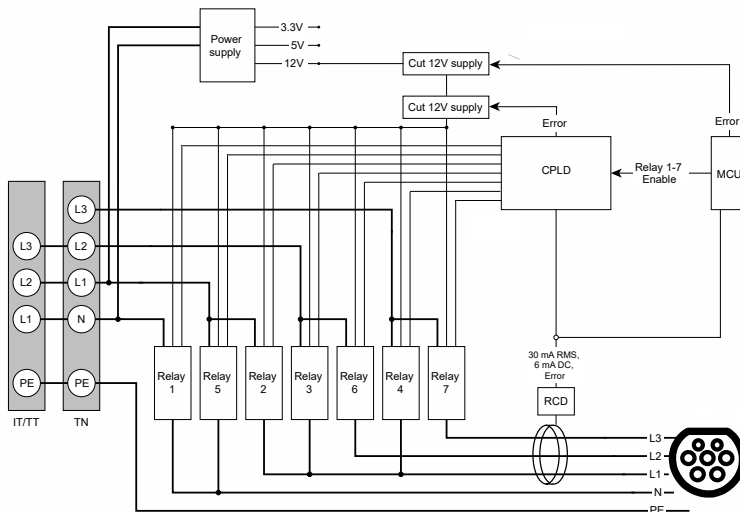 Power
supply
3.3V
5V
12V
Cut 12V supply
Cut 12V supply
Error
Error
CPLD
Relay 1-7
Enable
MCU
L3
L3
L2
L2
L1
L1
N
PE
PE
IT/TT
TN
Relay
1
Relay
5
Relay
2
Relay
3
Relay
6
Relay
4
Relay
7
30 mA RMS,
6 mA DC,
Error
RCD
L3
L2
L1
N
PE